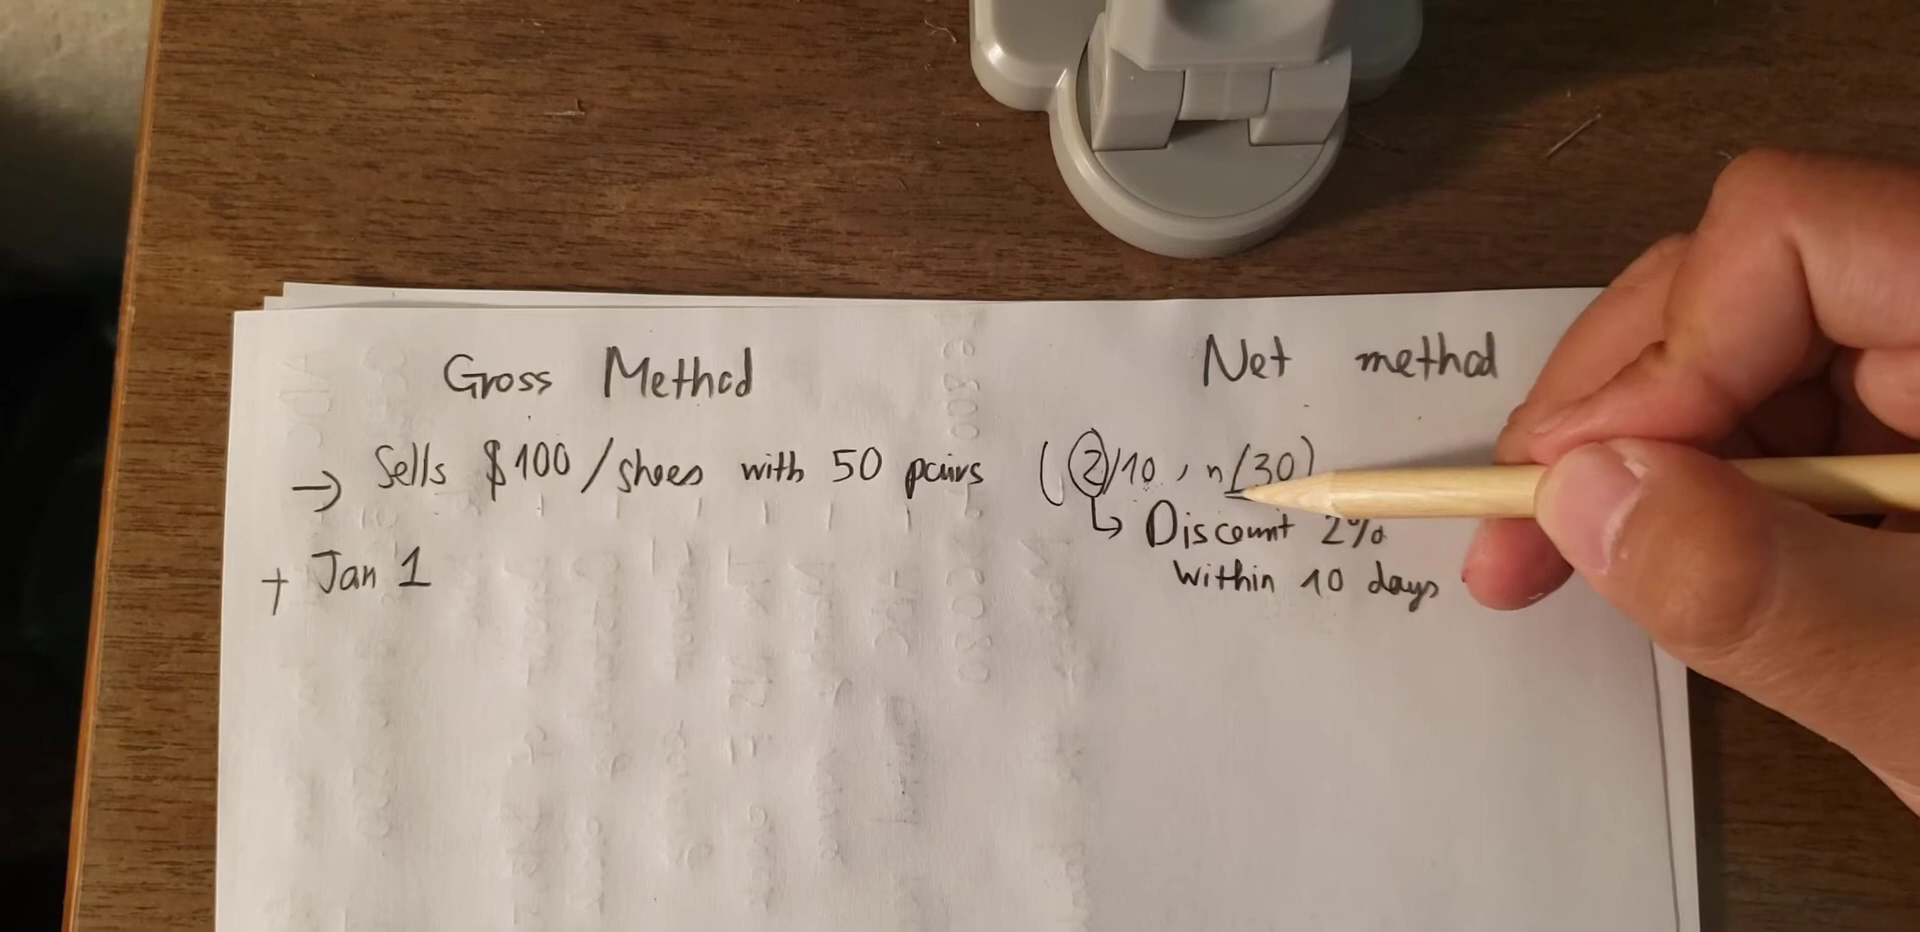 Gross Method Net method
→ Sells $100/shoes with 50 pairs (2/10, n/30)
↳ Discount 2%
within 10 days
+ Jan 1